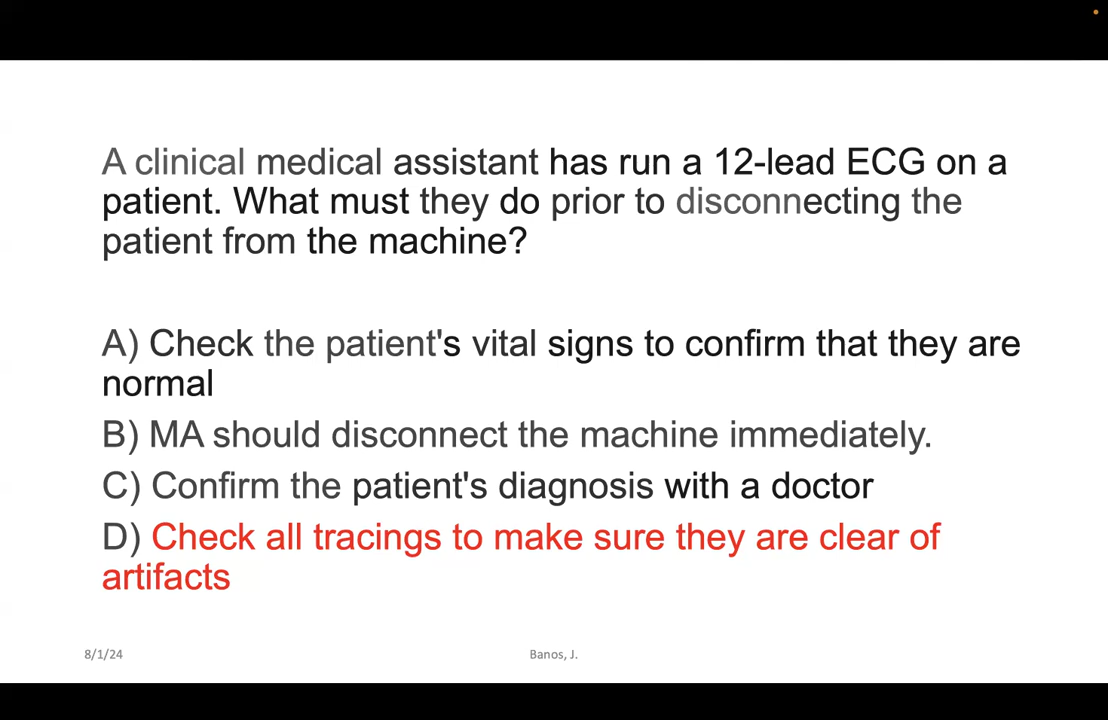 A clinical medical assistant has run a 12-lead ECG on a
patient. What must they do prior to disconnecting the
patient from the machine?
A) Check the patient's vital signs to confirm that they are
normal
B) MA should disconnect the machine immediately.
C) Confirm the patient's diagnosis with a doctor
D) Check all tracings to make sure they are clear of
artifacts
8/1/24
Banos, J.